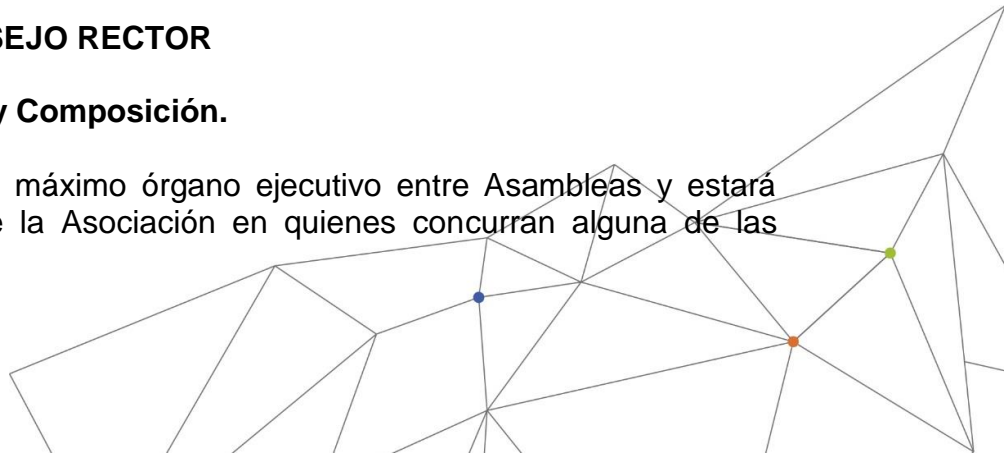 SEJO RECTOR
y Composición.
máximo órgano ejecutivo entre Asambleas y estará
e la Asociación en quienes concurran alguna de las